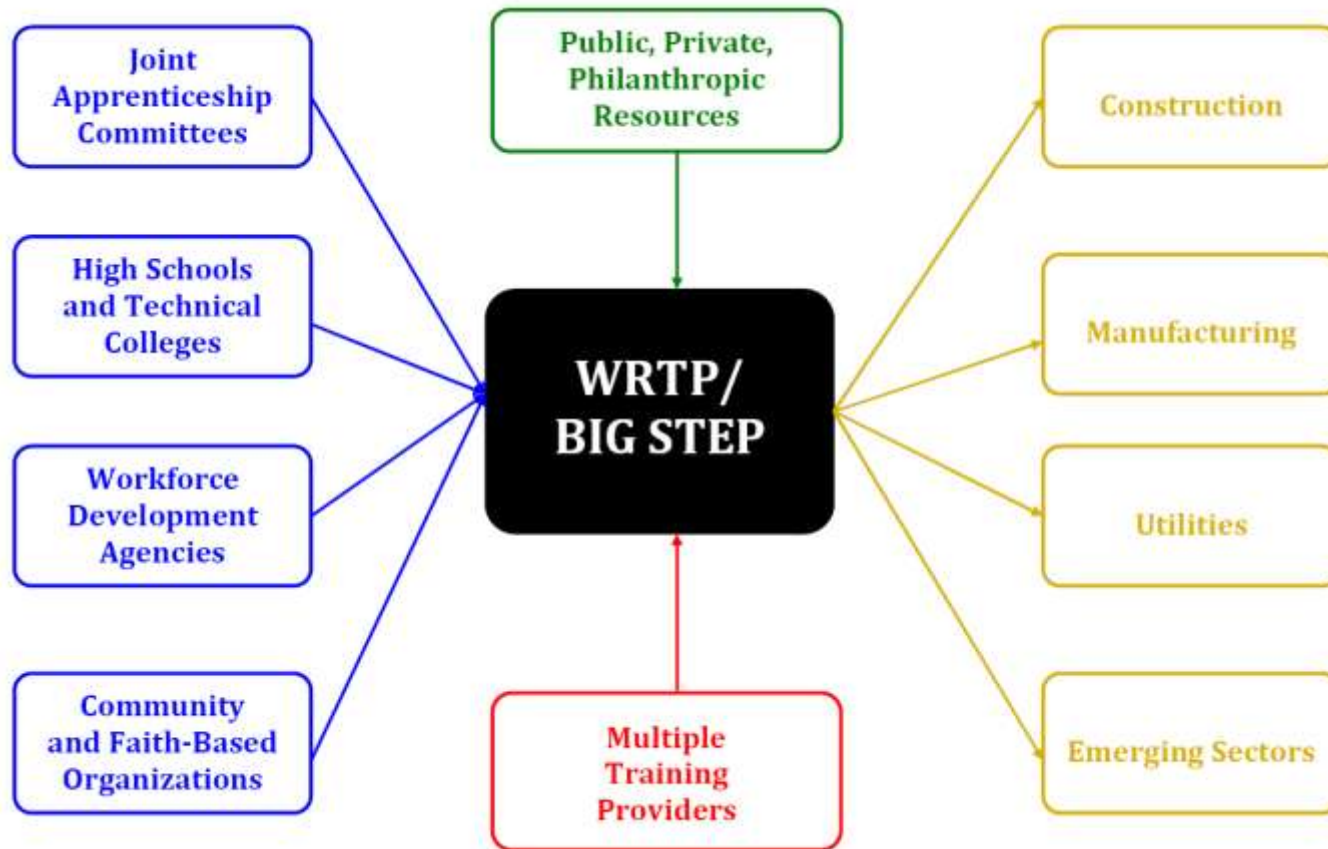 Joint
Apprenticeship
Committees
High Schools
and Technical
Colleges
Workforce
Development
Agencies
Community
and Faith-Based
Organizations
Public, Private,
Philanthropic
Resources
WRTP/
BIG STEP
Multiple
Training
Providers
Construction
Manufacturing
Utilities
Emerging Sectors